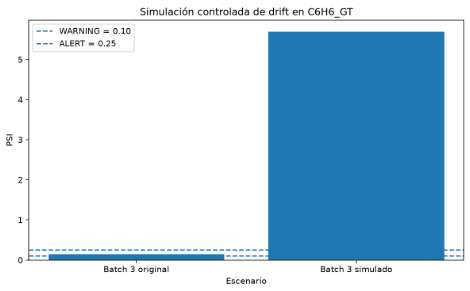 Simulación controlada de drift en C6H6_GT
WARNING = 0.10
ALERT = 0.25
PSI
5
4
3
2
1
0
Batch 3 original
Batch 3 simulado
Escenario